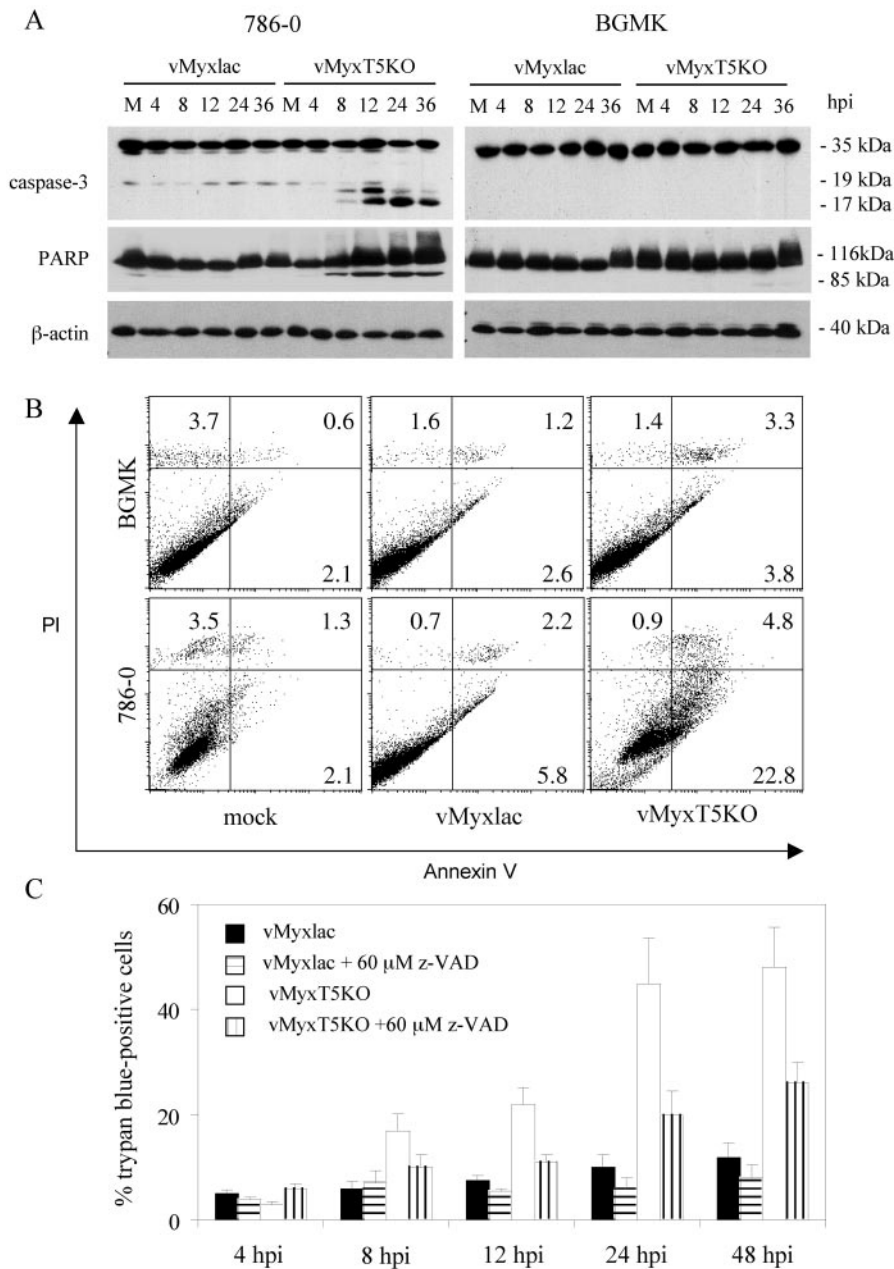 A
786-0
BGMK
vMyxlac vMyxT5KO vMyxlac vMyxT5KO
M 4 8 12 24 36 M 4 8 12 24 36 M 4 8 12 24 36 M 4 8 12 24 36 hpi
caspase-3
- 35 kDa
- 19 kDa
- 17 kDa
PARP
- 116kDa
- 85 kDa
β-actin
- 40 kDa
B
BGMK
3.7 0.6 1.6 1.2 1.4 3.3
2.1 2.6 3.8
PI
786-0
3.5 1.3 0.7 2.2 0.9 4.8
2.1 5.8 22.8
mock vMyxlac vMyxT5KO
Annexin V
C
% trypan blue-positive cells
60
40
20
0
vMyxlac
vMyxlac + 60 μM z-VAD
vMyxT5KO
vMyxT5KO +60 μM z-VAD
4 hpi 8 hpi 12 hpi 24 hpi 48 hpi